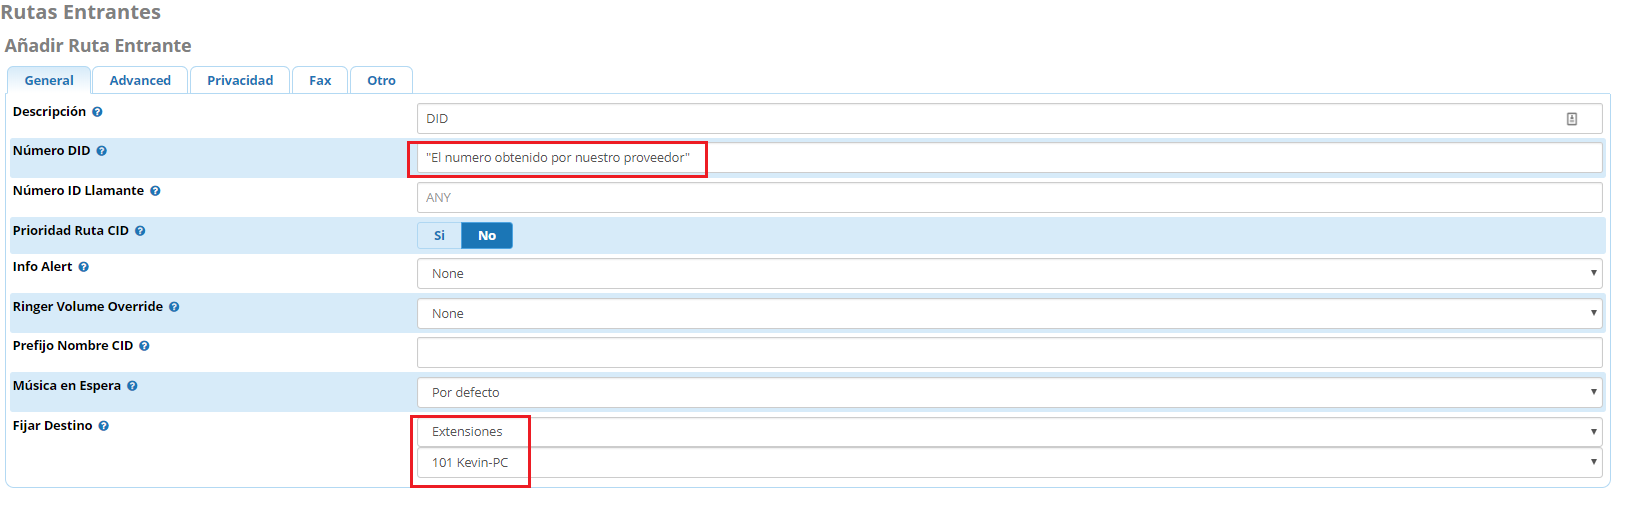 Rutas Entrantes
Añadir Ruta Entrante
General Advanced Privacidad Fax Otro
Descripción DID
Número DID "El numero obtenido por nuestro proveedor"
Número ID Llamante ANY
Prioridad Ruta CID Si No
Info Alert None
Ringer Volume Override None
Prefijo Nombre CID
Música en Espera Por defecto
Fijar Destino Extensiones
101 Kevin-PC